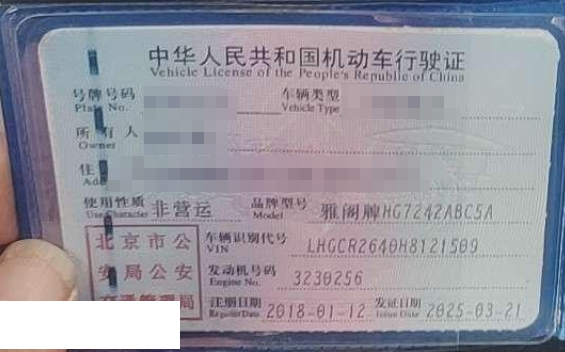 中华人民共和国机动车行驶证
Vehicle License of the People's Republic of China
号牌号码 车辆类型
Plate No. Vehicle Type
所有人
Owner
住
Add
使用性质 非营运 品牌型号 雅阁牌HG7242ABC5A
Use Character Model
北京市公 车辆识别代号 LHGCR2640H8121509
VIN
安局公安 发动机号码 3230256
Engine No.
交通管理局 注册日期 2018-01-12 发证日期 2025-03-21
Register Date Issue Date